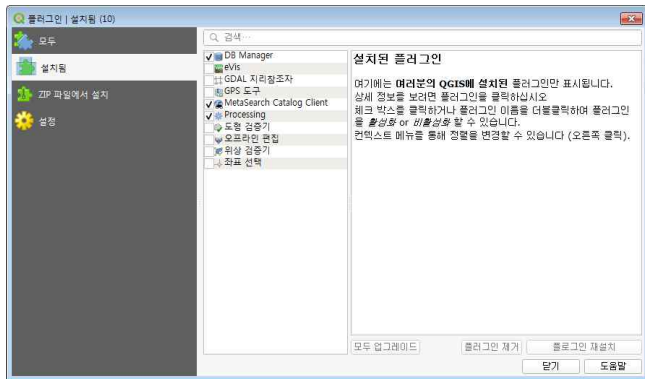 플러그인 | 설치됨 (10)
모두
설치됨
ZIP 파일에서 설치
설정
검색...
DB Manager
eVis
GDAL 지리참조자
GPS 도구
MetaSearch Catalog Client
Processing
도형 검증기
오프라인 편집
위상 검증기
좌표 선택
설치된 플러그인
여기에는 여러분의 QGIS에 설치된 플러그인만 표시됩니다.
상세 정보를 보려면 플러그인을 클릭하십시오
체크 박스를 클릭하거나 플러그인 이름을 더블클릭하여 플러그인
을 활성화 or 비활성화 할 수 있습니다.
컨텍스트 메뉴를 통해 정렬을 변경할 수 있습니다 (오른쪽 클릭).
모두 업그레이드
플러그인 제거
플로그인 재설치
닫기
도움말